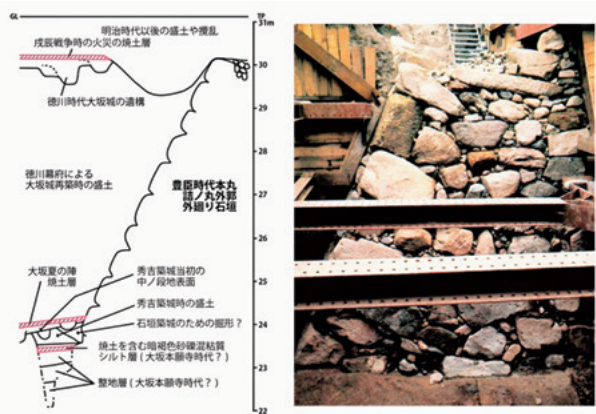 GL
TP
31m
明治時代以後の盛土や攪乱
戊辰戦争時の火災の焼土層
30
徳川時代大坂城の遺構
29
28
徳川幕府による
大坂城再築時の盛土
豊臣時代本丸
詰ノ丸外郭
外廻り石垣
27
26
大坂夏の陣
焼土層
秀吉築城当初の
中ノ段地表面
25
秀吉築城時の盛土
24
石垣築城のための掘形？
焼土を含む暗褐色砂礫混粘質
シルト層 (大坂本願寺時代？)
23
整地層 (大坂本願寺時代？)
22